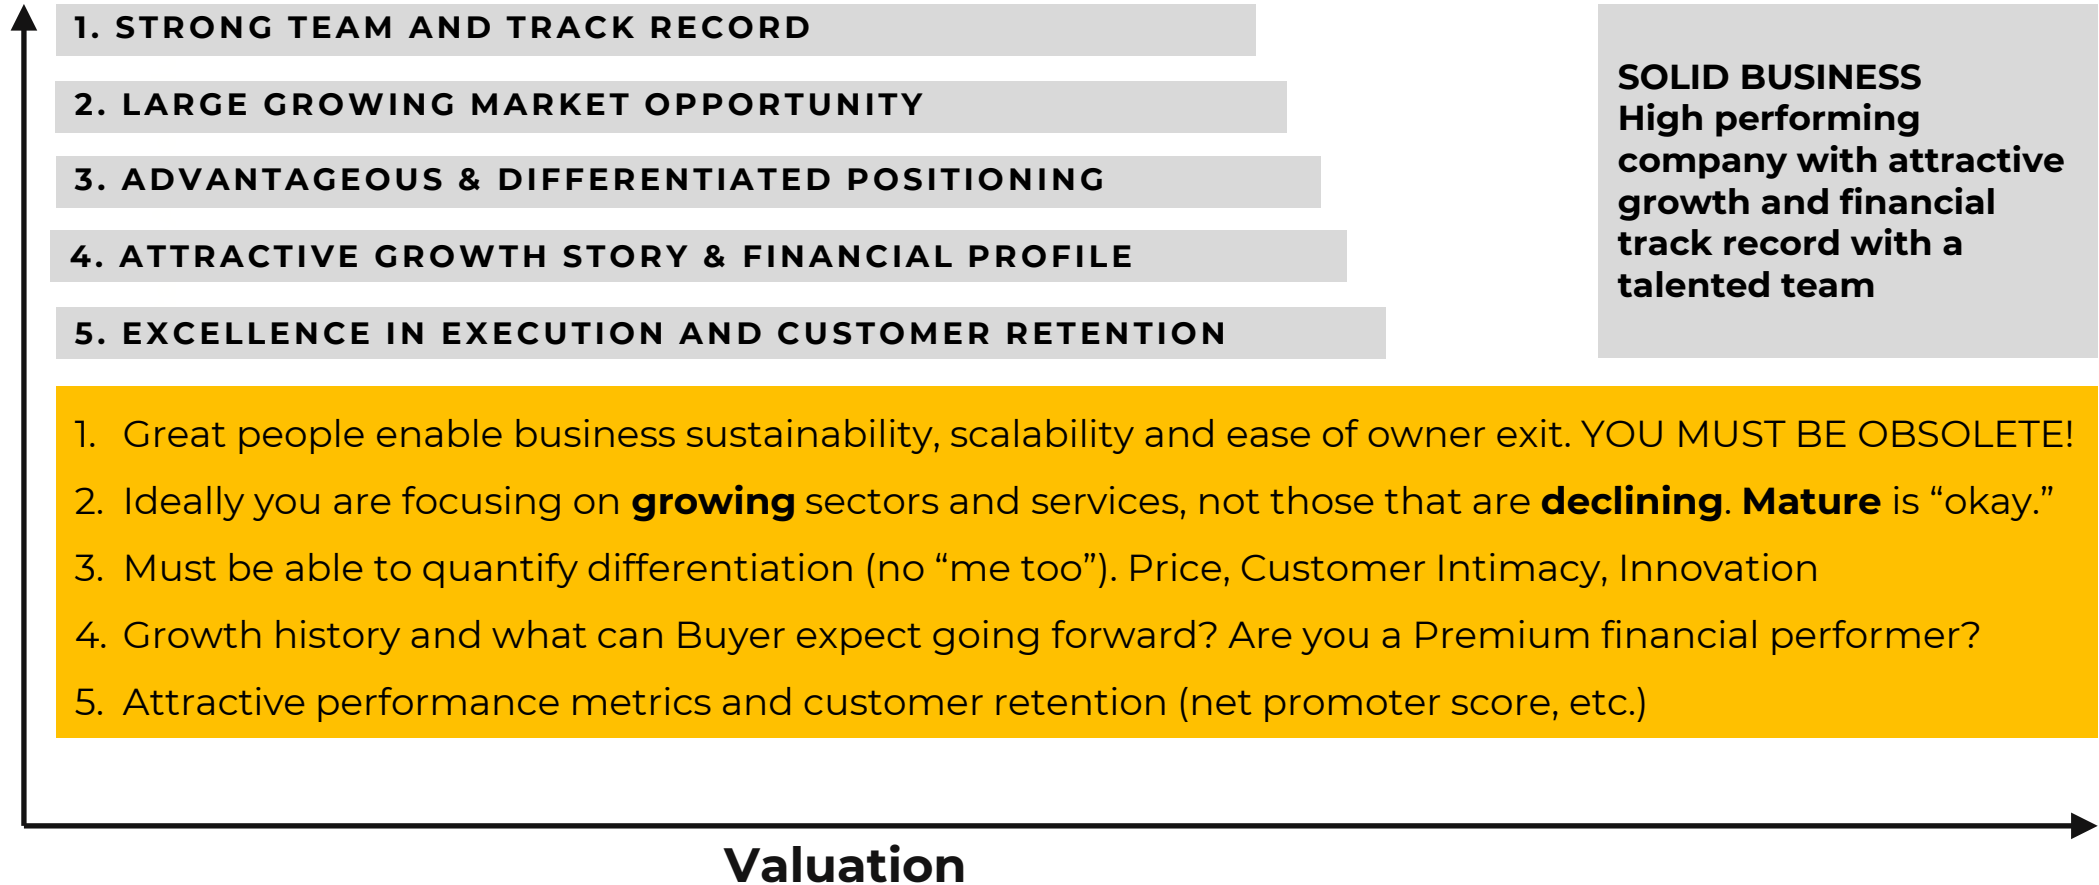 1. STRONG TEAM AND TRACK RECORD
2. LARGE GROWING MARKET OPPORTUNITY
3. ADVANTAGEOUS & DIFFERENTIATED POSITIONING
4. ATTRACTIVE GROWTH STORY & FINANCIAL PROFILE
5. EXCELLENCE IN EXECUTION AND CUSTOMER RETENTION
SOLID BUSINESS
High performing
company with attractive
growth and financial
track record with a
talented team
1. Great people enable business sustainability, scalability and ease of owner exit. YOU MUST BE OBSOLETE!
2. Ideally you are focusing on growing sectors and services, not those that are declining. Mature is “okay.”
3. Must be able to quantify differentiation (no “me too”). Price, Customer Intimacy, Innovation
4. Growth history and what can Buyer expect going forward? Are you a Premium financial performer?
5. Attractive performance metrics and customer retention (net promoter score, etc.)
Valuation